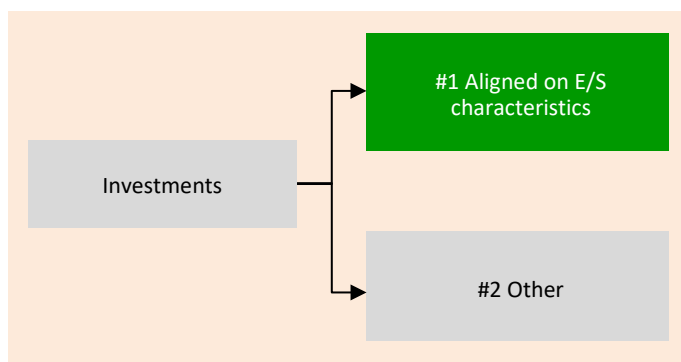 #1 Aligned on E/S
characteristics
Investments
#2 Other